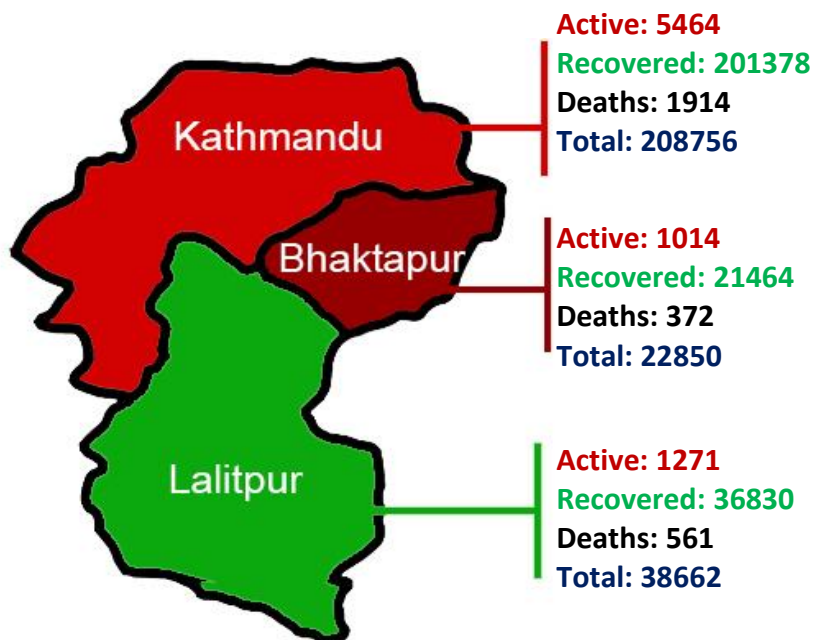 Kathmandu
Active: 5464
Recovered: 201378
Deaths: 1914
Total: 208756
Bhaktapur
Active: 1014
Recovered: 21464
Deaths: 372
Total: 22850
Lalitpur
Active: 1271
Recovered: 36830
Deaths: 561
Total: 38662